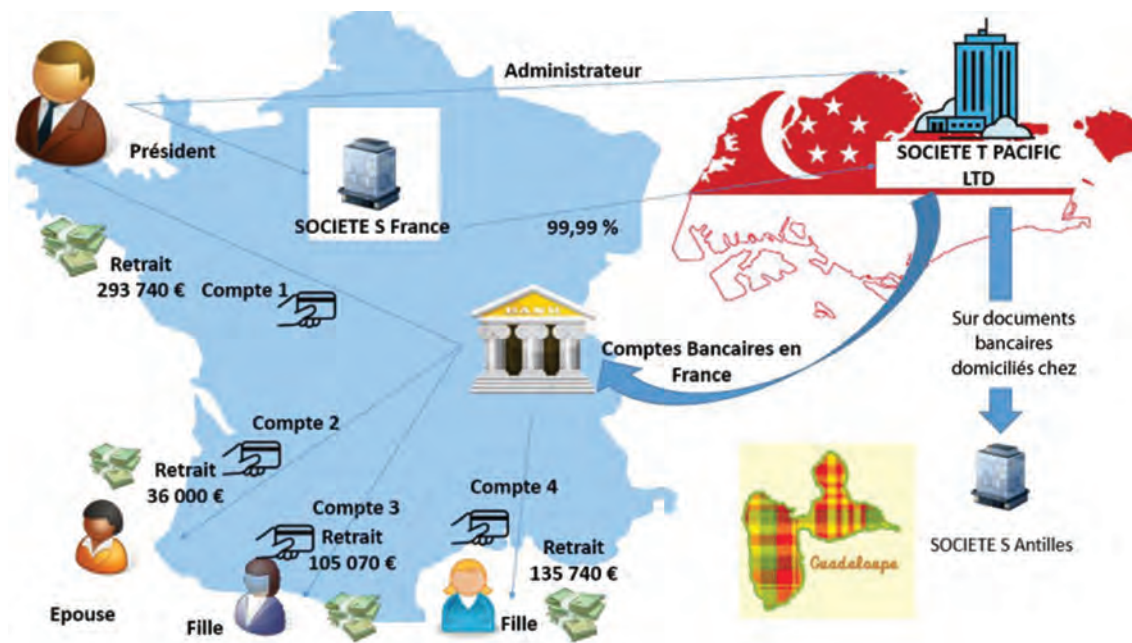 Administrateur
Président
SOCIETE S France
SOCIETE T PACIFIC
LTD
99,99 %
Retrait
293 740 €
Compte 1
BANK
Comptes Bancaires en
France
Sur documents
bancaires
domiciliés chez
Compte 2
Retrait
36 000 €
Compte 3
Retrait
105 070 €
Compte 4
Retrait
135 740 €
Guadeloupe
SOCIETE S Antilles
Epouse
Fille
Fille